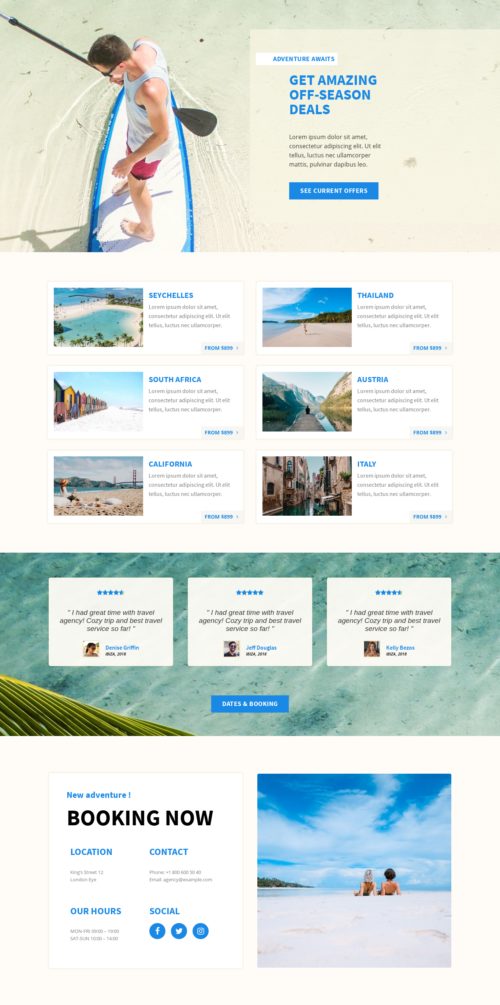 ADVENTURE AWAITS
GET AMAZING
OFF-SEASON
DEALS
Lorem ipsum dolor sit amet,
consectetur adipiscing elit. Ut elit
tellus, luctus nec ullamcorper
mattis, pulvinar dapibus leo.
SEE CURRENT OFFERS
SEYCHELLES
Lorem ipsum dolor sit amet,
consectetur adipiscing elit. Ut elit
tellus, luctus nec ullamcorper.
FROM $899 >
THAILAND
Lorem ipsum dolor sit amet,
consectetur adipiscing elit. Ut elit
tellus, luctus nec ullamcorper.
FROM $899 >
SOUTH AFRICA
Lorem ipsum dolor sit amet,
consectetur adipiscing elit. Ut elit
tellus, luctus nec ullamcorper.
FROM $899 >
AUSTRIA
Lorem ipsum dolor sit amet,
consectetur adipiscing elit. Ut elit
tellus, luctus nec ullamcorper.
FROM $899 >
CALIFORNIA
Lorem ipsum dolor sit amet,
consectetur adipiscing elit. Ut elit
tellus, luctus nec ullamcorper.
FROM $899 >
ITALY
Lorem ipsum dolor sit amet,
consectetur adipiscing elit. Ut elit
tellus, luctus nec ullamcorper.
FROM $899 >
" I had great time with travel
agency! Cozy trip and best travel
service so far! "
Denise Griffin
IBIZA, 2018
" I had great time with travel
agency! Cozy trip and best travel
service so far! "
Jeff Douglas
IBIZA, 2018
" I had great time with travel
agency! Cozy trip and best travel
service so far! "
Kelly Bezos
IBIZA, 2018
DATES & BOOKING
New adventure !
BOOKING NOW
LOCATION
King's Street 12
London Eye
CONTACT
Phone: +1 800 600 50 40
Email: agency@example.com
OUR HOURS
MON-FRI 09:00 – 19:00
SAT-SUN 10:00 – 14:00
SOCIAL